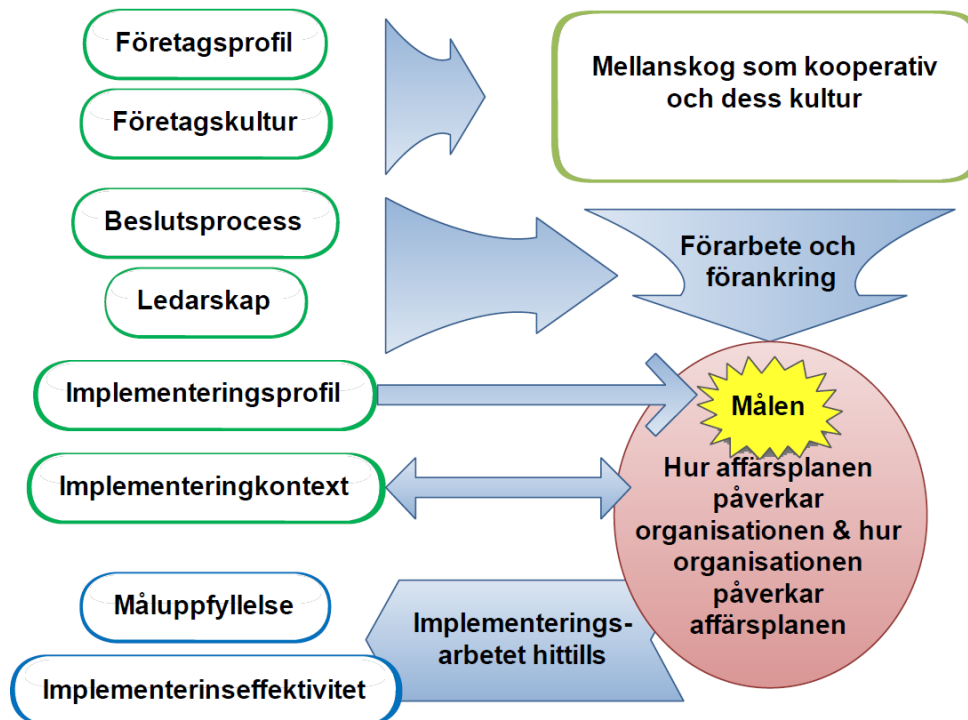 Företagsprofil
Företagskultur
Mellanskog som kooperativ
och dess kultur
Beslutsprocess
Ledarskap
Förarbete och
förankring
Implementeringsprofil
Målen
Implementeringkontext
Hur affärsplanen
påverkar
organisationen & hur
organisationen
påverkar
affärsplanen
Måluppfyllelse
Implementerinseffektivitet
Implementerings-
arbetet hittills